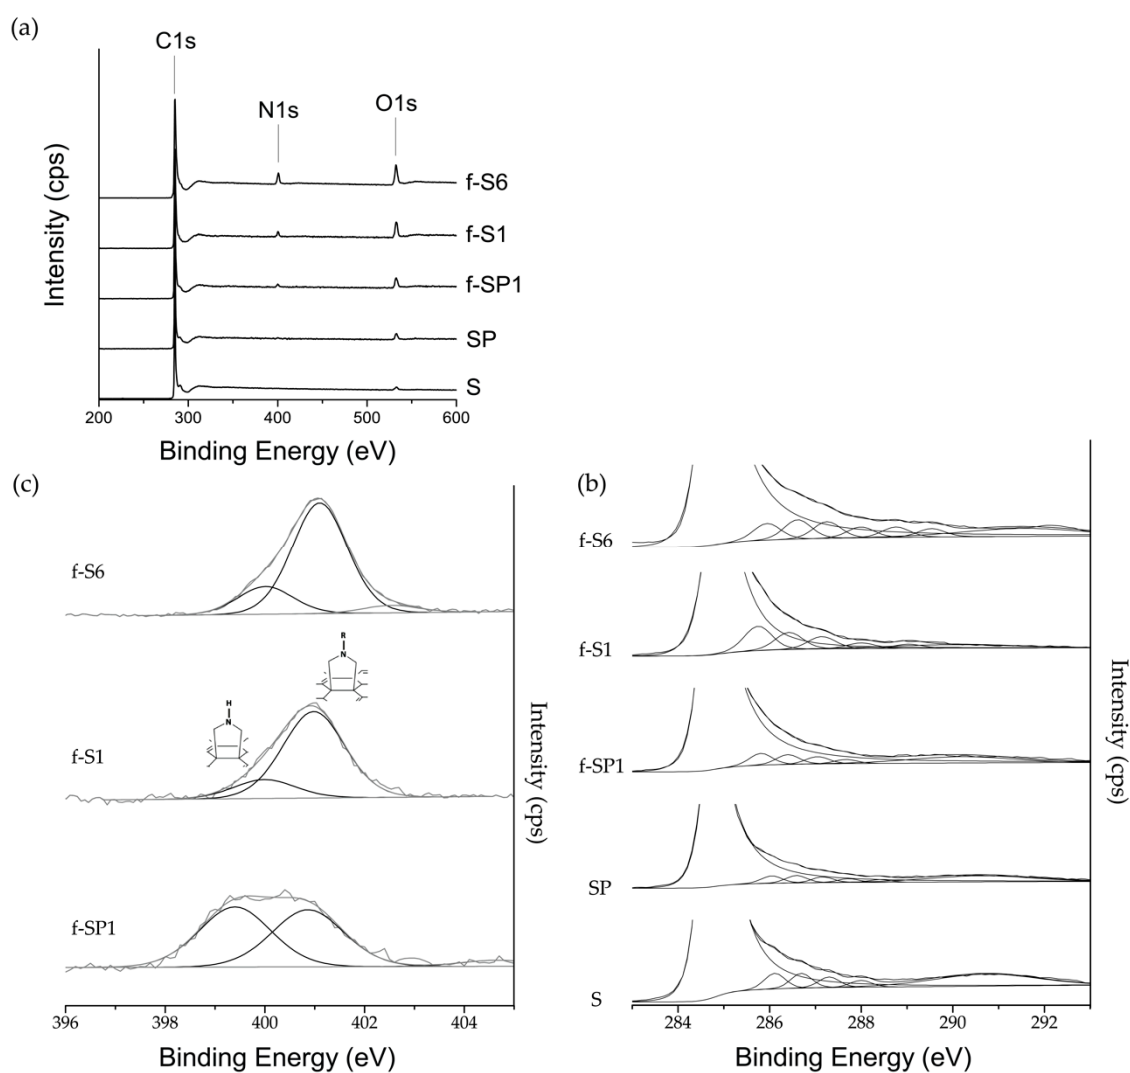 (a)
C1s
N1s
O1s
f-S6
f-S1
f-SP1
SP
S
Intensity (cps)
200 300 400 500 600
Binding Energy (eV)
(c)
f-S6
R
N
H
N
f-S1
f-SP1
Intensity (cps)
396 398 400 402 404
Binding Energy (eV)
(b)
f-S6
f-S1
f-SP1
SP
S
Intensity (cps)
284 286 288 290 292
Binding Energy (eV)